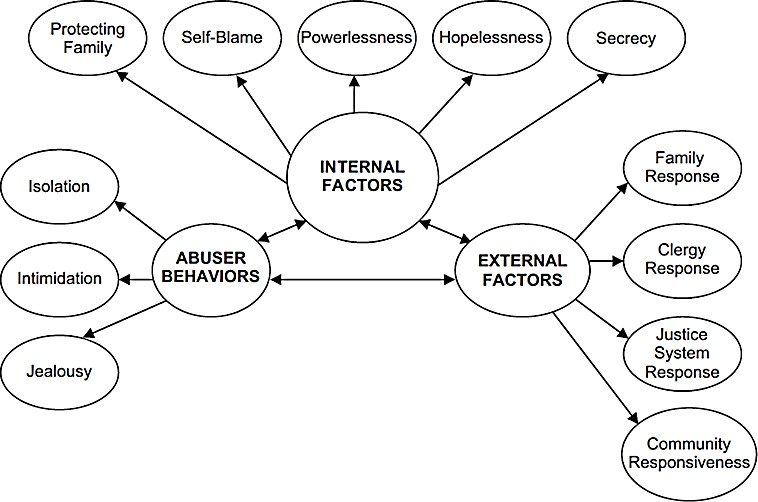 Protecting
Family
Self-Blame
Powerlessness
Hopelessness
Secrecy
INTERNAL
FACTORS
Isolation
Intimidation
Jealousy
ABUSER
BEHAVIORS
EXTERNAL
FACTORS
Family
Response
Clergy
Response
Justice
System
Response
Community
Responsiveness